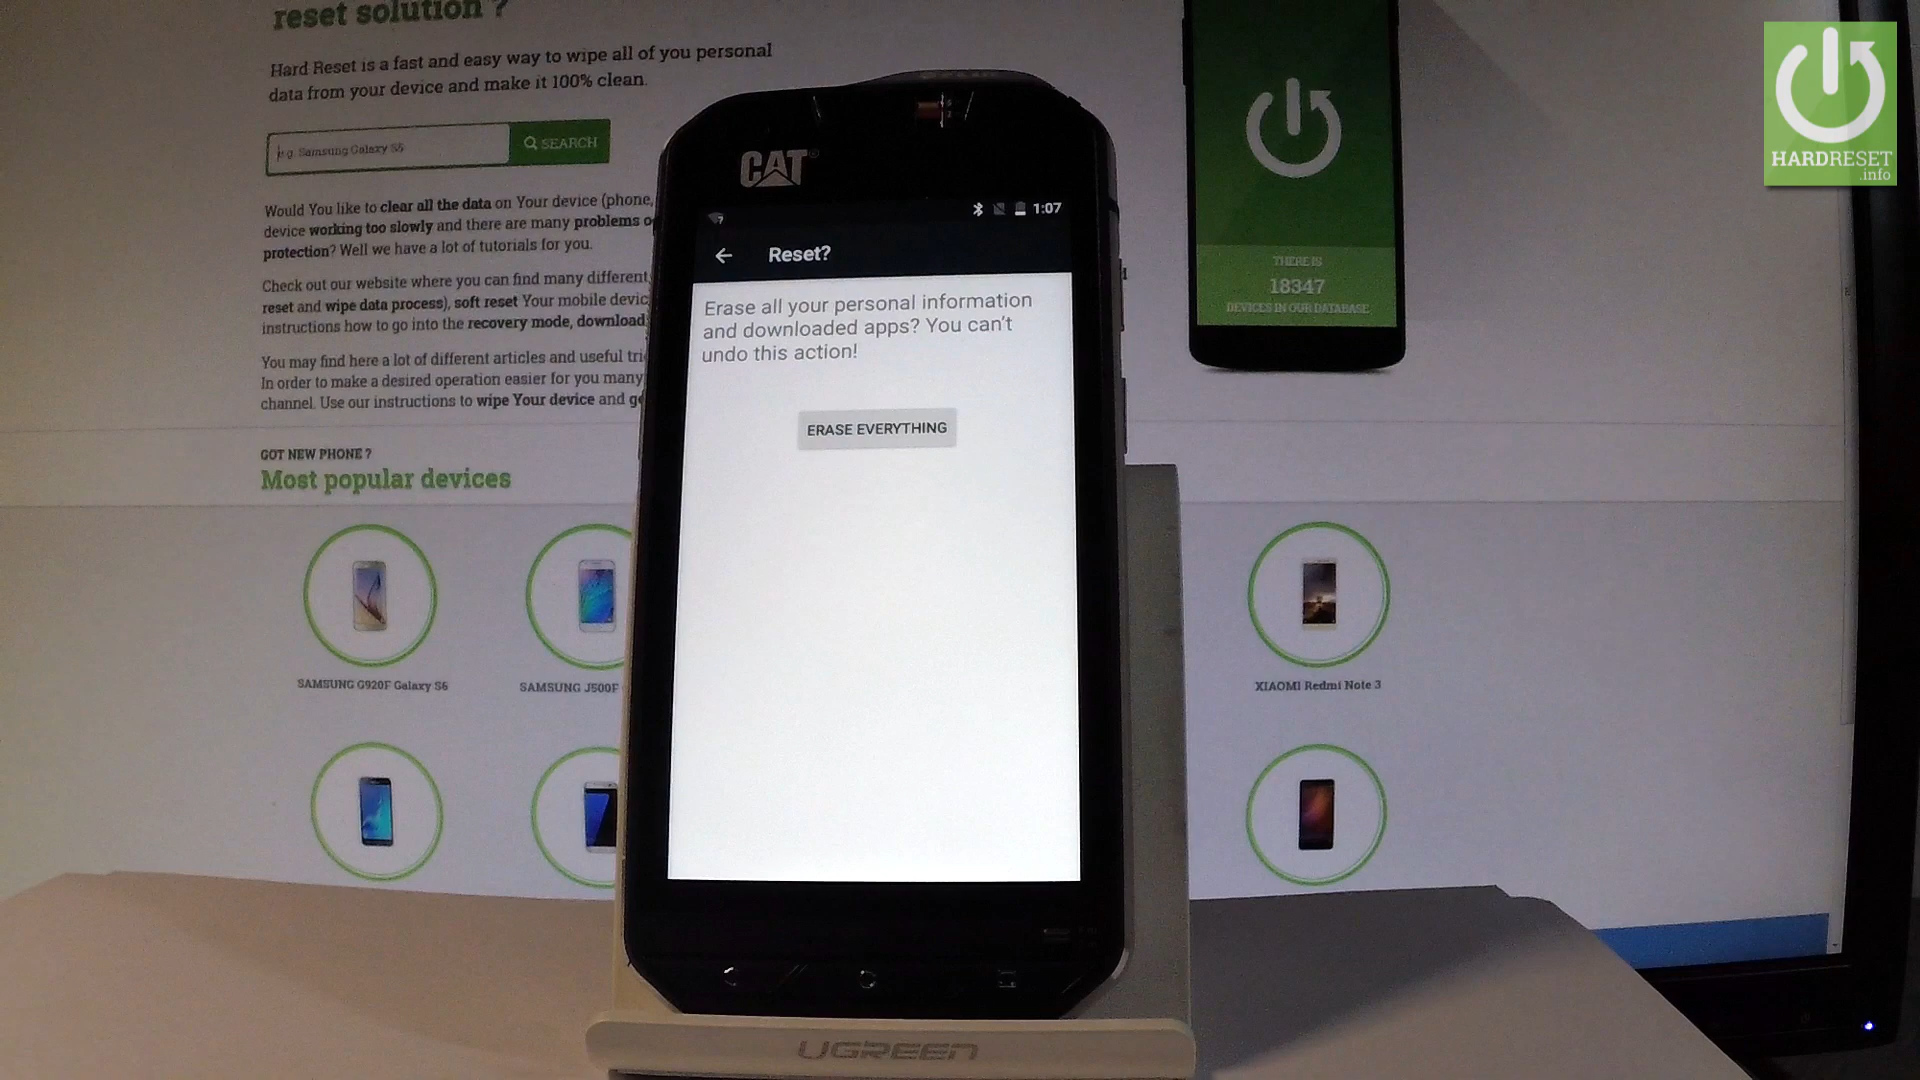 reset solution ?
Hard Reset is a fast and easy way to wipe all of you personal
data from your device and make it 100% clean.
e.g. Samsung Galaxy S5
SEARCH
Would You like to clear all the data on Your device (phone,
device working too slowly and there are many problems o
protection? Well we have a lot of tutorials for you.
Check out our website where you can find many different
reset and wipe data process), soft reset Your mobile devic
instructions how to go into the recovery mode, download
You may find here a lot of different articles and useful tri
In order to make a desired operation easier for you many
channel. Use our instructions to wipe Your device and ge
GOT NEW PHONE ?
Most popular devices
SAMSUNG G920F Galaxy S6
SAMSUNG J500F
CAT®
1:07
Reset?
Erase all your personal information
and downloaded apps? You can't
undo this action!
ERASE EVERYTHING
UGREEN
THERE IS
18347
DEVICES IN OUR DATABASE
XIAOMI Redmi Note 3
HARDRESET
.info